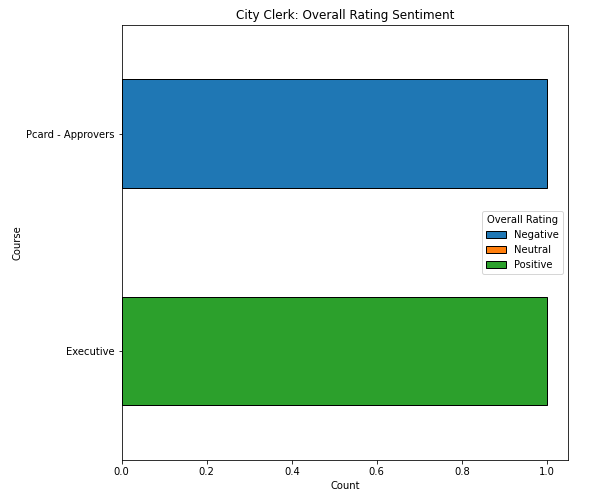 City Clerk: Overall Rating Sentiment
Pcard - Approvers
Executive
Course
Overall Rating
Negative
Neutral
Positive
0.0 0.2 0.4 0.6 0.8 1.0
Count